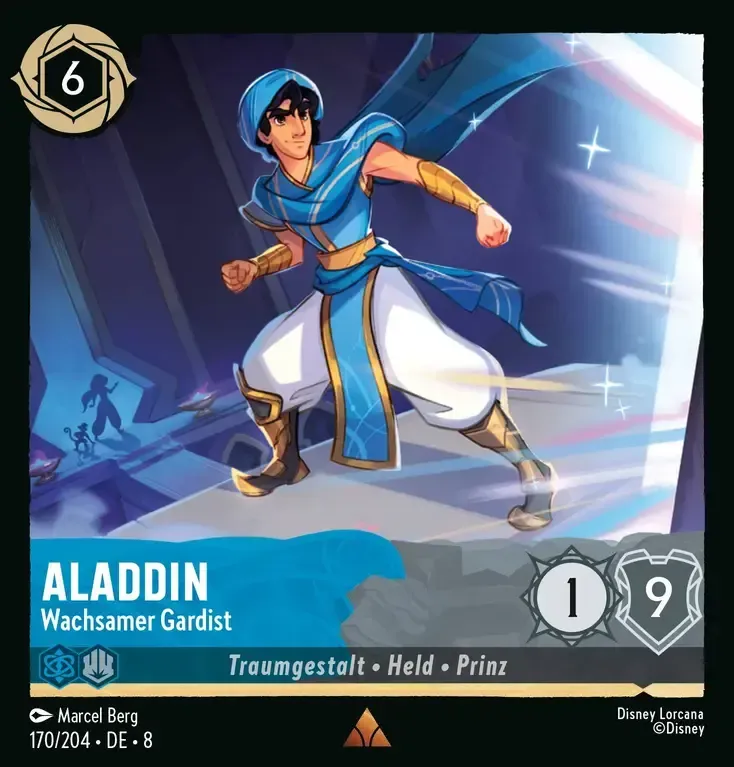 6
ALADDIN
Wachsamer Gardist
1
9
Traumgestalt • Held • Prinz
Marcel Berg
170/204 • DE • 8
Disney Lorcana
©Disney